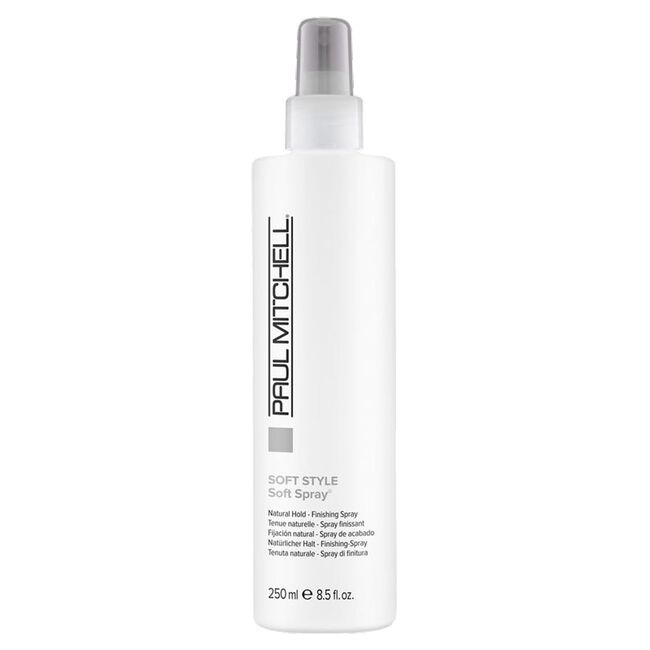 PAUL MITCHELL®
SOFT STYLE
Soft Spray®
Natural Hold - Finishing Spray
Tenue naturelle - Spray finissant
Fijación natural - Spray de acabado
Natürlicher Halt - Finishing-Spray
Tenuta naturale - Spray di finitura
250 ml ℮ 8.5 fl. oz.